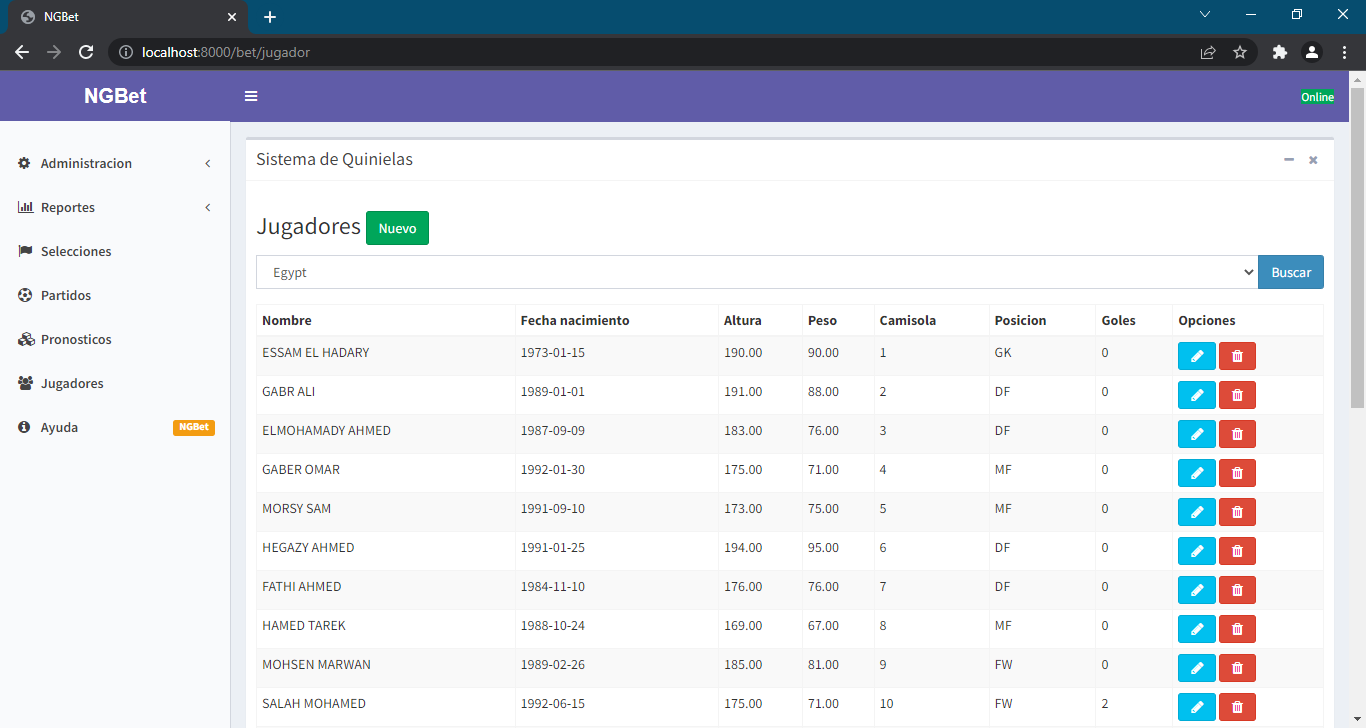 NGBet
localhost:8000/bet/jugador
NGBet
Online
Administracion
Reportes
Selecciones
Partidos
Pronosticos
Jugadores
Ayuda NGBet
Sistema de Quinielas
Jugadores Nuevo
Egypt Buscar
Nombre Fecha nacimiento Altura Peso Camisola Posicion Goles Opciones
ESSAM EL HADARY 1973-01-15 190.00 90.00 1 GK 0
GABR ALI 1989-01-01 191.00 88.00 2 DF 0
ELMOHAMADY AHMED 1987-09-09 183.00 76.00 3 DF 0
GABER OMAR 1992-01-30 175.00 71.00 4 MF 0
MORSY SAM 1991-09-10 173.00 75.00 5 MF 0
HEGAZY AHMED 1991-01-25 194.00 95.00 6 DF 0
FATHI AHMED 1984-11-10 176.00 76.00 7 DF 0
HAMED TAREK 1988-10-24 169.00 67.00 8 MF 0
MOHSEN MARWAN 1989-02-26 185.00 81.00 9 FW 0
SALAH MOHAMED 1992-06-15 175.00 71.00 10 FW 2